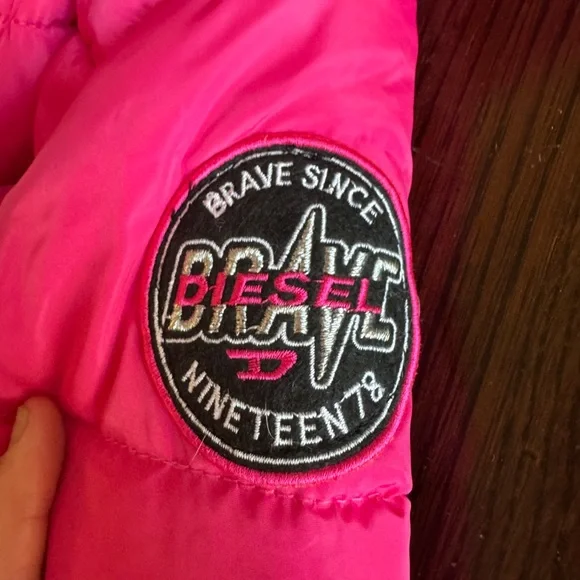 BRAVE SINCE
BRAVE
DIESEL
D
NINETEEN78